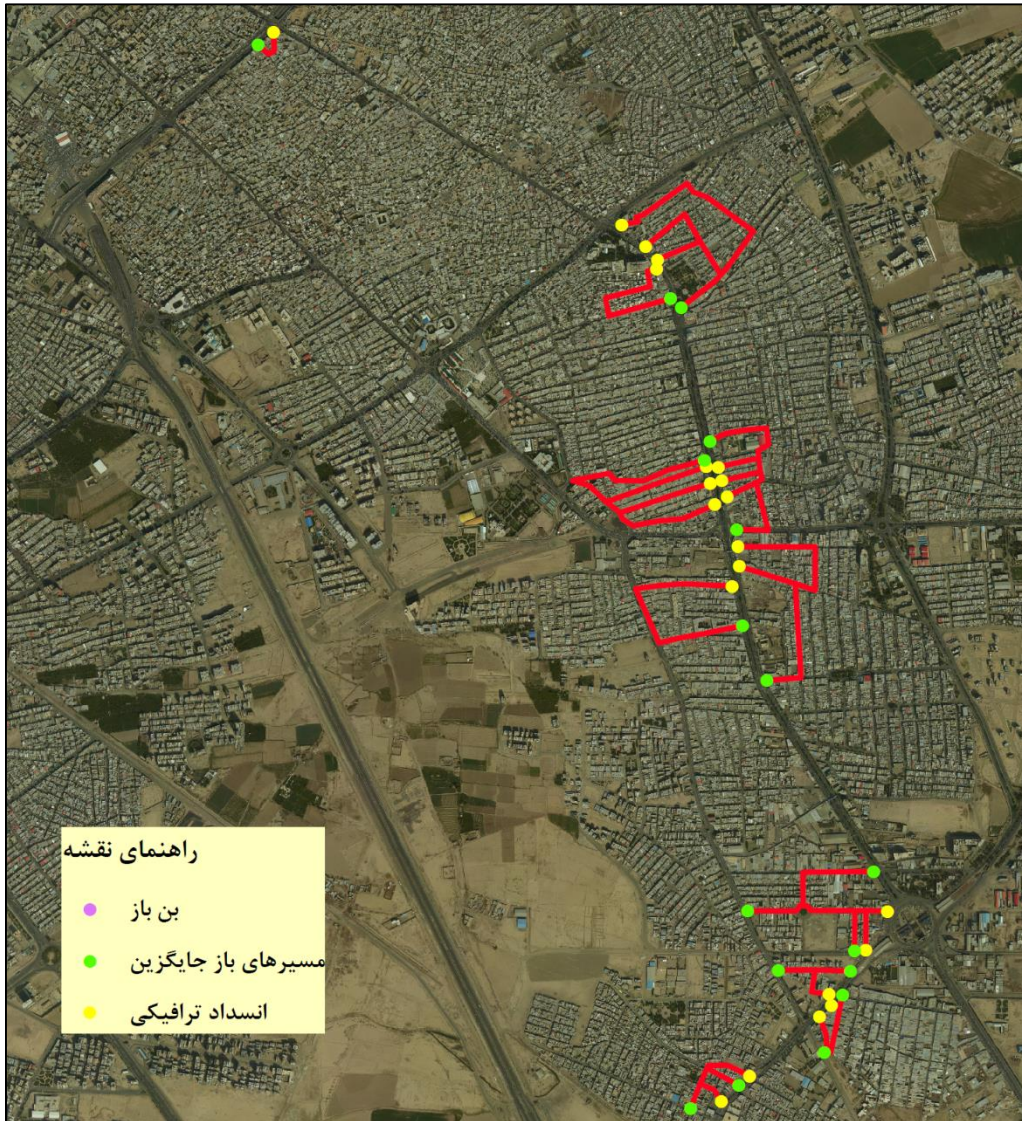 راهنمای نقشه
بن باز
مسیرهای باز جایگزین
انسداد ترافیکی